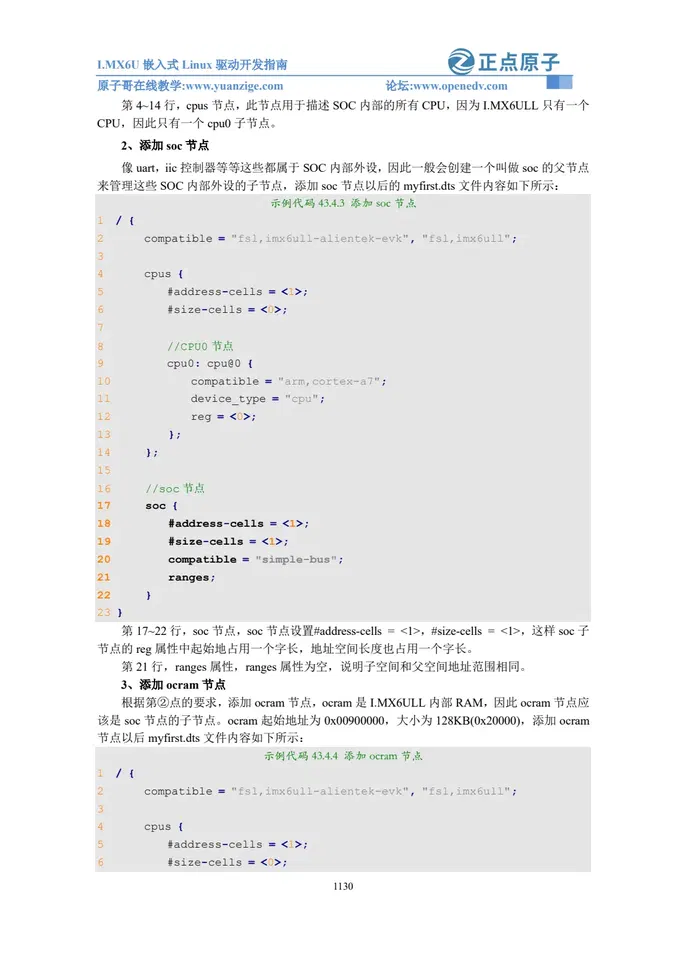 I.MX6U 嵌入式 Linux 驱动开发指南
正点原子
原子哥在线教学:www.yuanzige.com 论坛:www.openedv.com
第 4~14 行，cpus 节点，此节点用于描述 SOC 内部的所有 CPU，因为 I.MX6ULL 只有一个
CPU，因此只有一个 cpu0 子节点。
2、添加 soc 节点
像 uart，iic 控制器等等这些都属于 SOC 内部外设，因此一般会创建一个叫做 soc 的父节点
来管理这些 SOC 内部外设的子节点，添加 soc 节点以后的 myfirst.dts 文件内容如下所示：
示例代码 43.4.3 添加 soc 节点
1 / {
2 compatible = "fsl,imx6ull-alientek-evk", "fsl,imx6ull";
3
4 cpus {
5 #address-cells = <1>;
6 #size-cells = <0>;
7
8 //CPU0 节点
9 cpu0: cpu@0 {
10 compatible = "arm,cortex-a7";
11 device_type = "cpu";
12 reg = <0>;
13 };
14 };
15
16 //soc 节点
17 soc {
18 #address-cells = <1>;
19 #size-cells = <1>;
20 compatible = "simple-bus";
21 ranges;
22 }
23 }
第 17~22 行，soc 节点，soc 节点设置#address-cells = <1>，#size-cells = <1>，这样 soc 子
节点的 reg 属性中起始地占用一个字长，地址空间长度也占用一个字长。
第 21 行，ranges 属性，ranges 属性为空，说明子空间和父空间地址范围相同。
3、添加 ocram 节点
根据第②点的要求，添加 ocram 节点，ocram 是 I.MX6ULL 内部 RAM，因此 ocram 节点应
该是 soc 节点的子节点。ocram 起始地址为 0x00900000，大小为 128KB(0x20000)，添加 ocram
节点以后 myfirst.dts 文件内容如下所示：
示例代码 43.4.4 添加 ocram 节点
1 / {
2 compatible = "fsl,imx6ull-alientek-evk", "fsl,imx6ull";
3
4 cpus {
5 #address-cells = <1>;
6 #size-cells = <0>;
1130